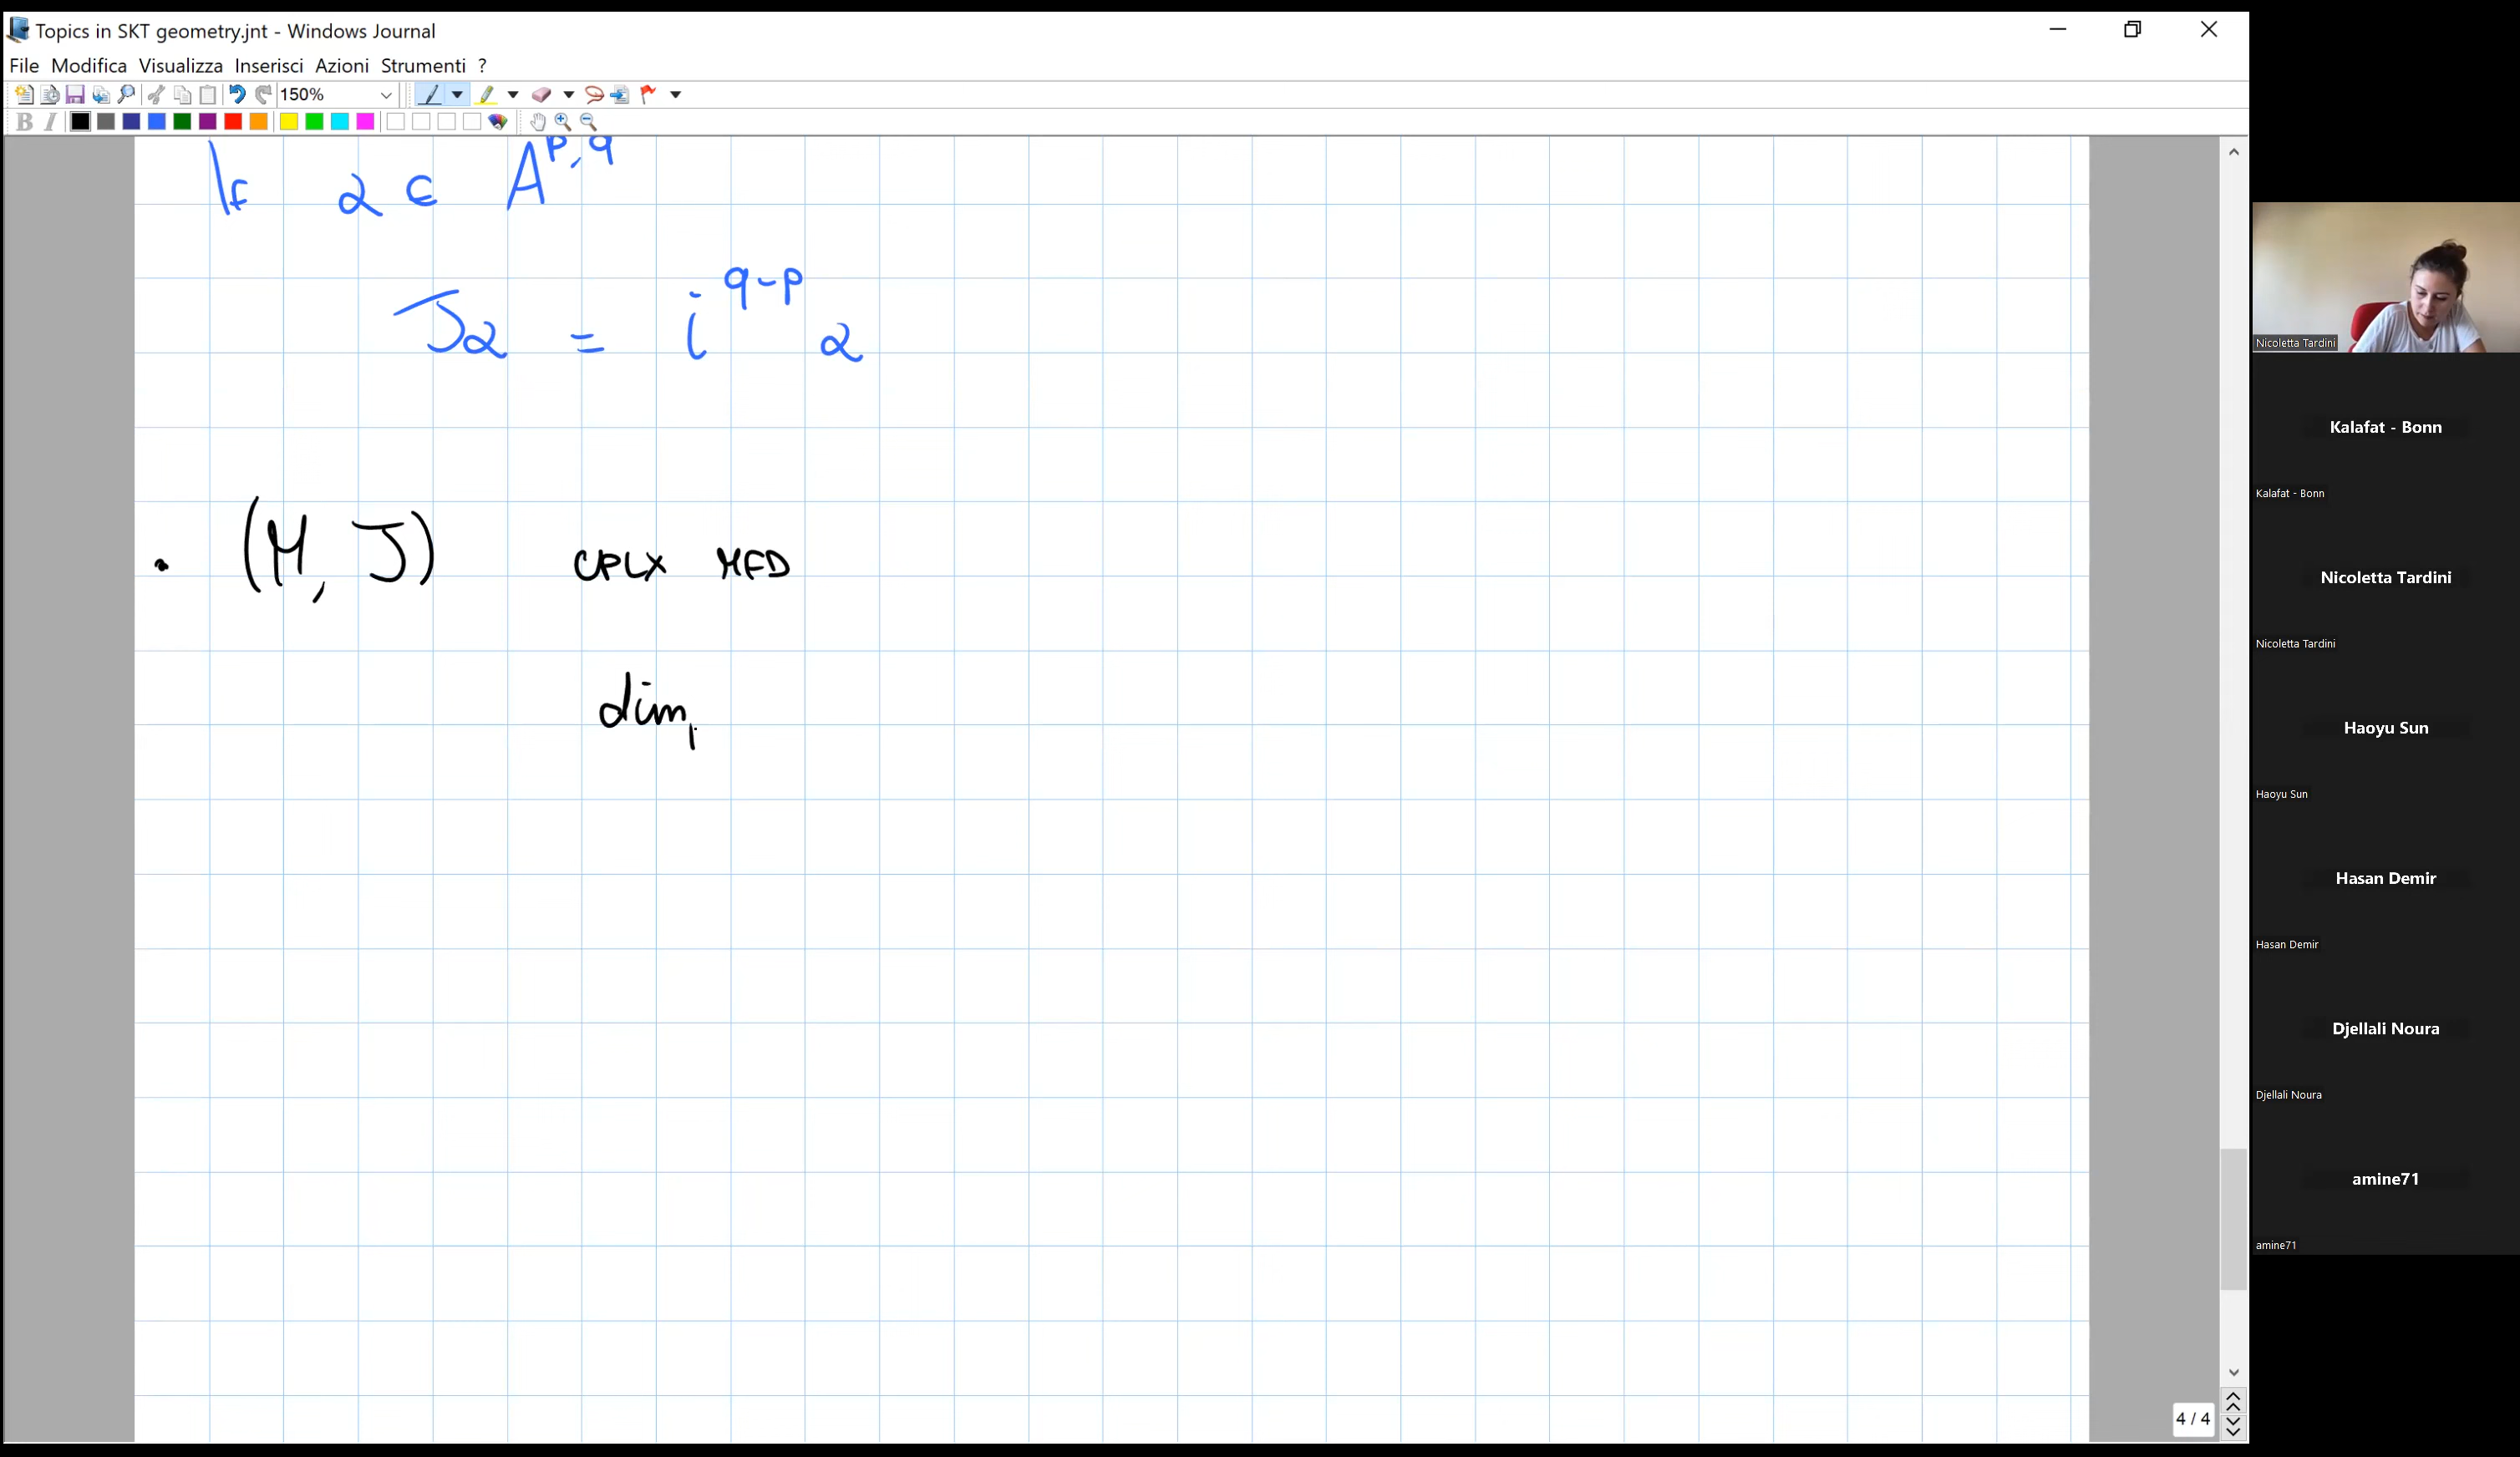 Topics in SKT geometry.jnt - Windows Journal
File Modifica Visualizza Inserisci Azioni Strumenti ?
150%
B I
If α ∈ A^{p,q}
Jα = i^{q-p} α
• (M, J) CPLX MFD
dim
4 / 4
Nicoletta Tardini
Kalafat - Bonn
Kalafat - Bonn
Nicoletta Tardini
Nicoletta Tardini
Haoyu Sun
Haoyu Sun
Hasan Demir
Hasan Demir
Djellali Noura
Djellali Noura
amine71
amine71